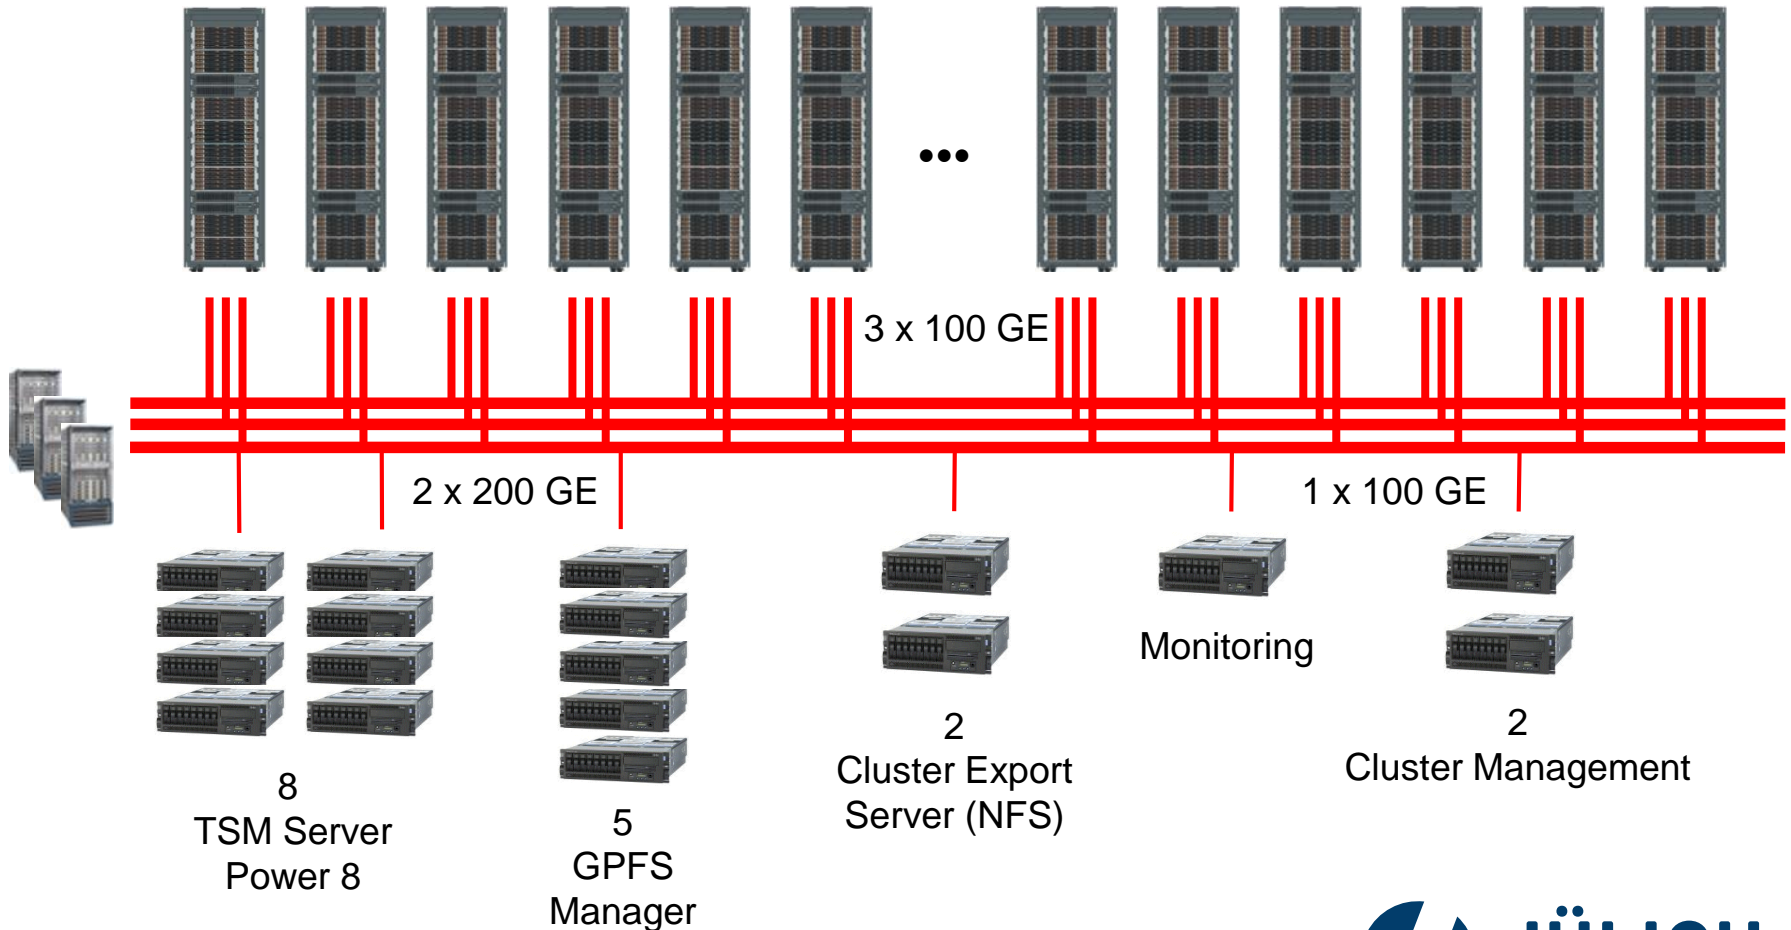 ...
3 x 100 GE
2 x 200 GE
1 x 100 GE
8
TSM Server
Power 8
5
GPFS
Manager
2
Cluster Export
Server (NFS)
Monitoring
2
Cluster Management